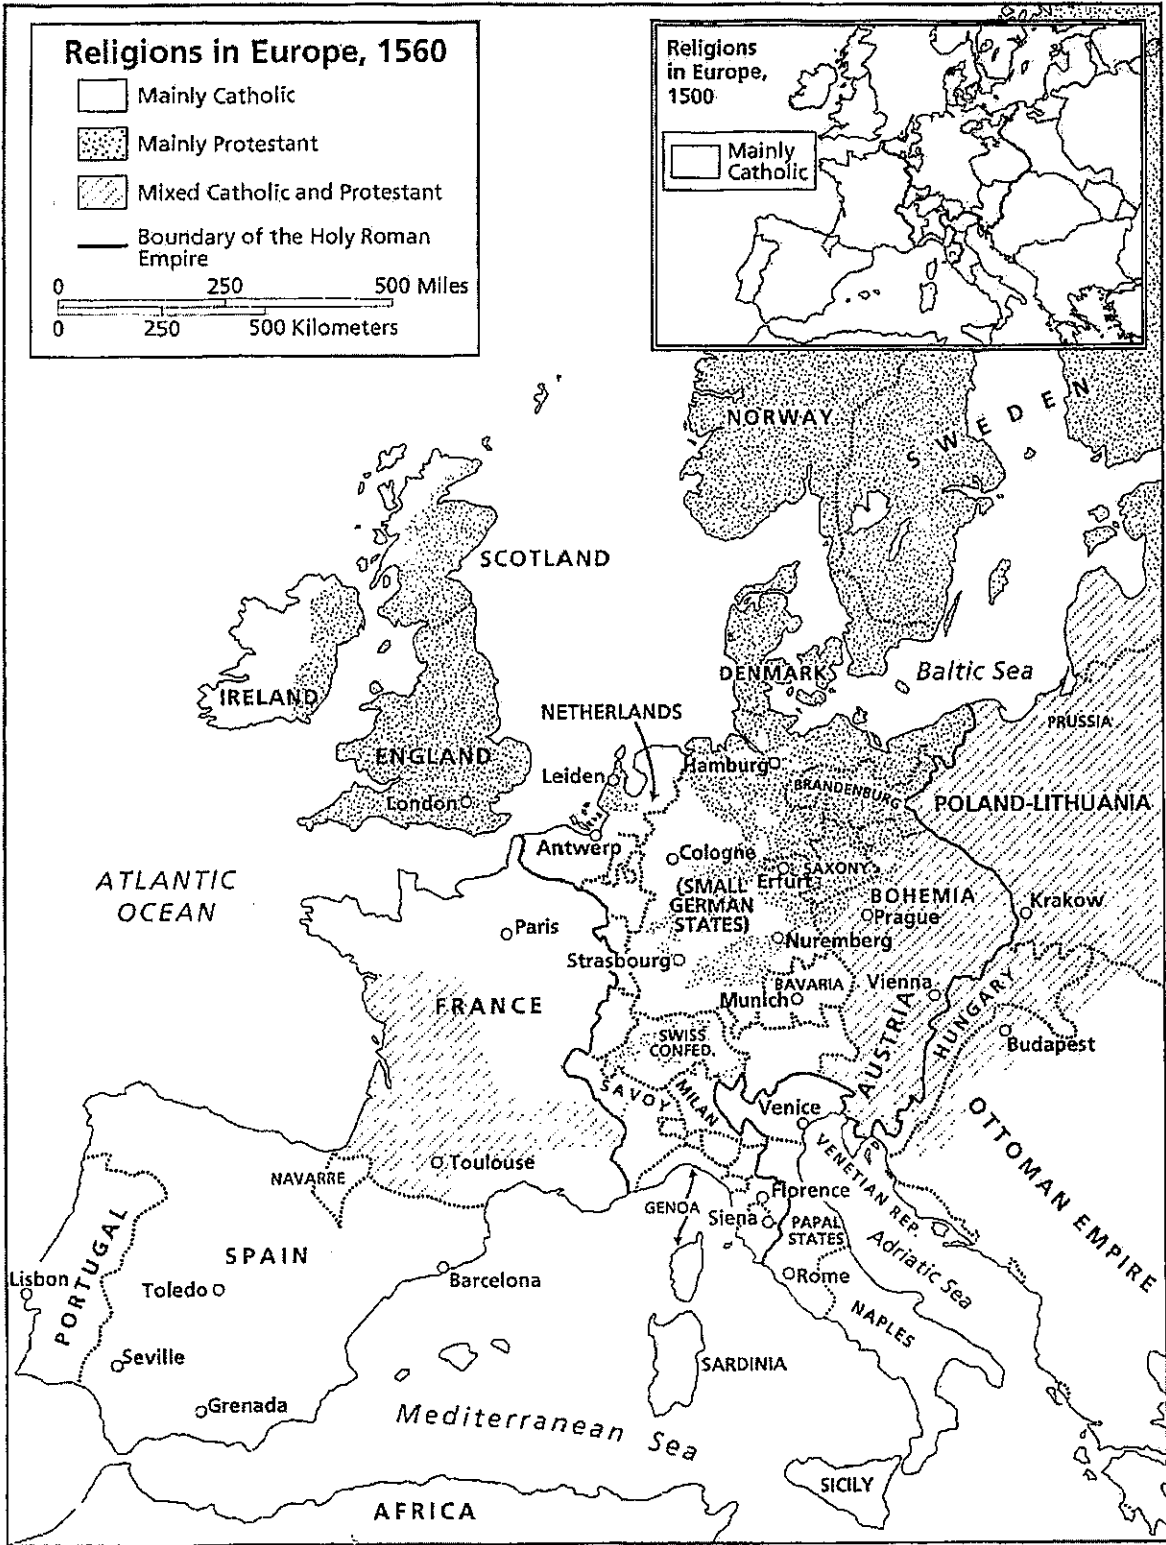 Religions in Europe, 1560
Mainly Catholic
Mainly Protestant
Mixed Catholic and Protestant
Boundary of the Holy Roman
Empire
0 250 500 Miles
0 250 500 Kilometers
Religions
in Europe,
1500
Mainly
Catholic
NORWAY
SWEDEN
SCOTLAND
IRELAND
DENMARK
Baltic Sea
NETHERLANDS
PRUSSIA
ENGLAND
Leiden
Hamburg
London
BRANDENBURG
POLAND-LITHUANIA
Antwerp
Cologne
ATLANTIC
OCEAN
Erfurt
SAXONY
(SMALL
GERMAN
STATES)
BOHEMIA
Prague
Krakow
Paris
Nuremberg
Strasbourg
BAVARIA
Vienna
Munich
FRANCE
HUNGARY
AUSTRIA
SWISS
CONFED.
Budapest
SAVOY
MILAN
Venice
OTTOMAN EMPIRE
Toulouse
NAVARRE
VENETIAN REP.
Florence
GENOA
Siena
PAPAL
STATES
Adriatic Sea
PORTUGAL
SPAIN
Lisbon
Toledo
Barcelona
Rome
NAPLES
Seville
SARDINIA
Grenada
Mediterranean Sea
SICILY
AFRICA